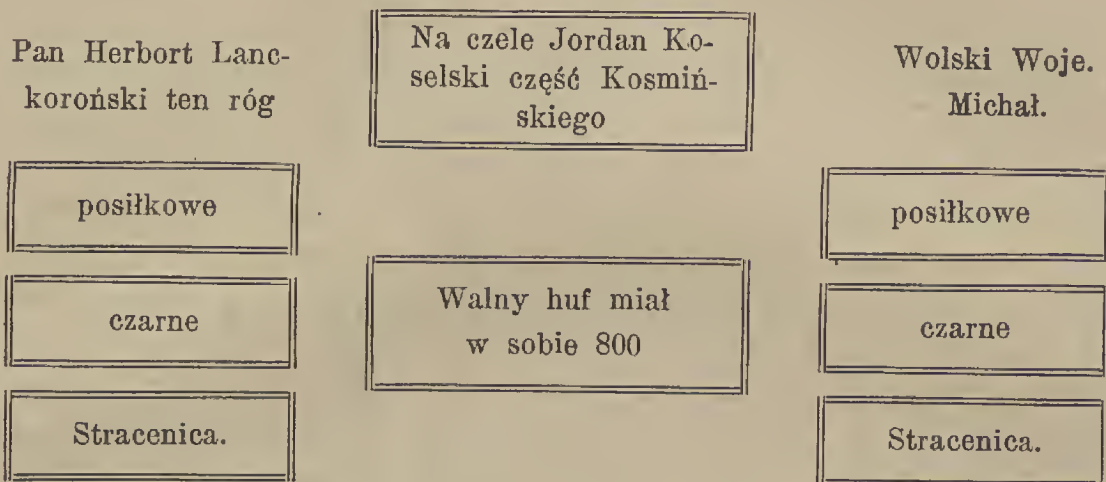 Pan Herbort Lanc-
koroński ten róg
Na czele Jordan Ko-
selski część Kosmiń-
skiego
Wolski Woje.
Michał.
posiłkowe
czarne
Stracenica.
Walny huf miał
w sobie 800
posiłkowe
czarne
Stracenica.